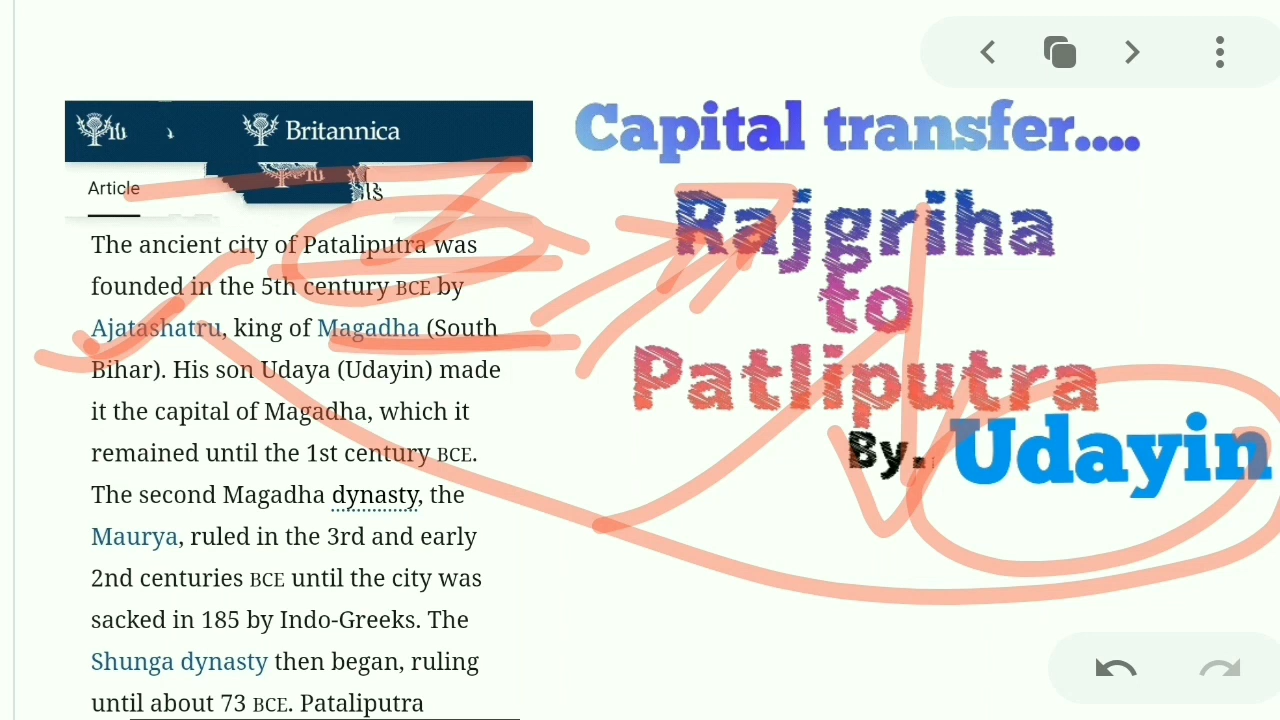 Britannica
Article
The ancient city of Pataliputra was
founded in the 5th century BCE by
Ajatashatru, king of Magadha (South
Bihar). His son Udaya (Udayin) made
it the capital of Magadha, which it
remained until the 1st century BCE.
The second Magadha dynasty, the
Maurya, ruled in the 3rd and early
2nd centuries BCE until the city was
sacked in 185 by Indo-Greeks. The
Shunga dynasty then began, ruling
until about 73 BCE. Pataliputra
Capital transfer....
Rajgriha
to
Patliputra
By..
Udayin